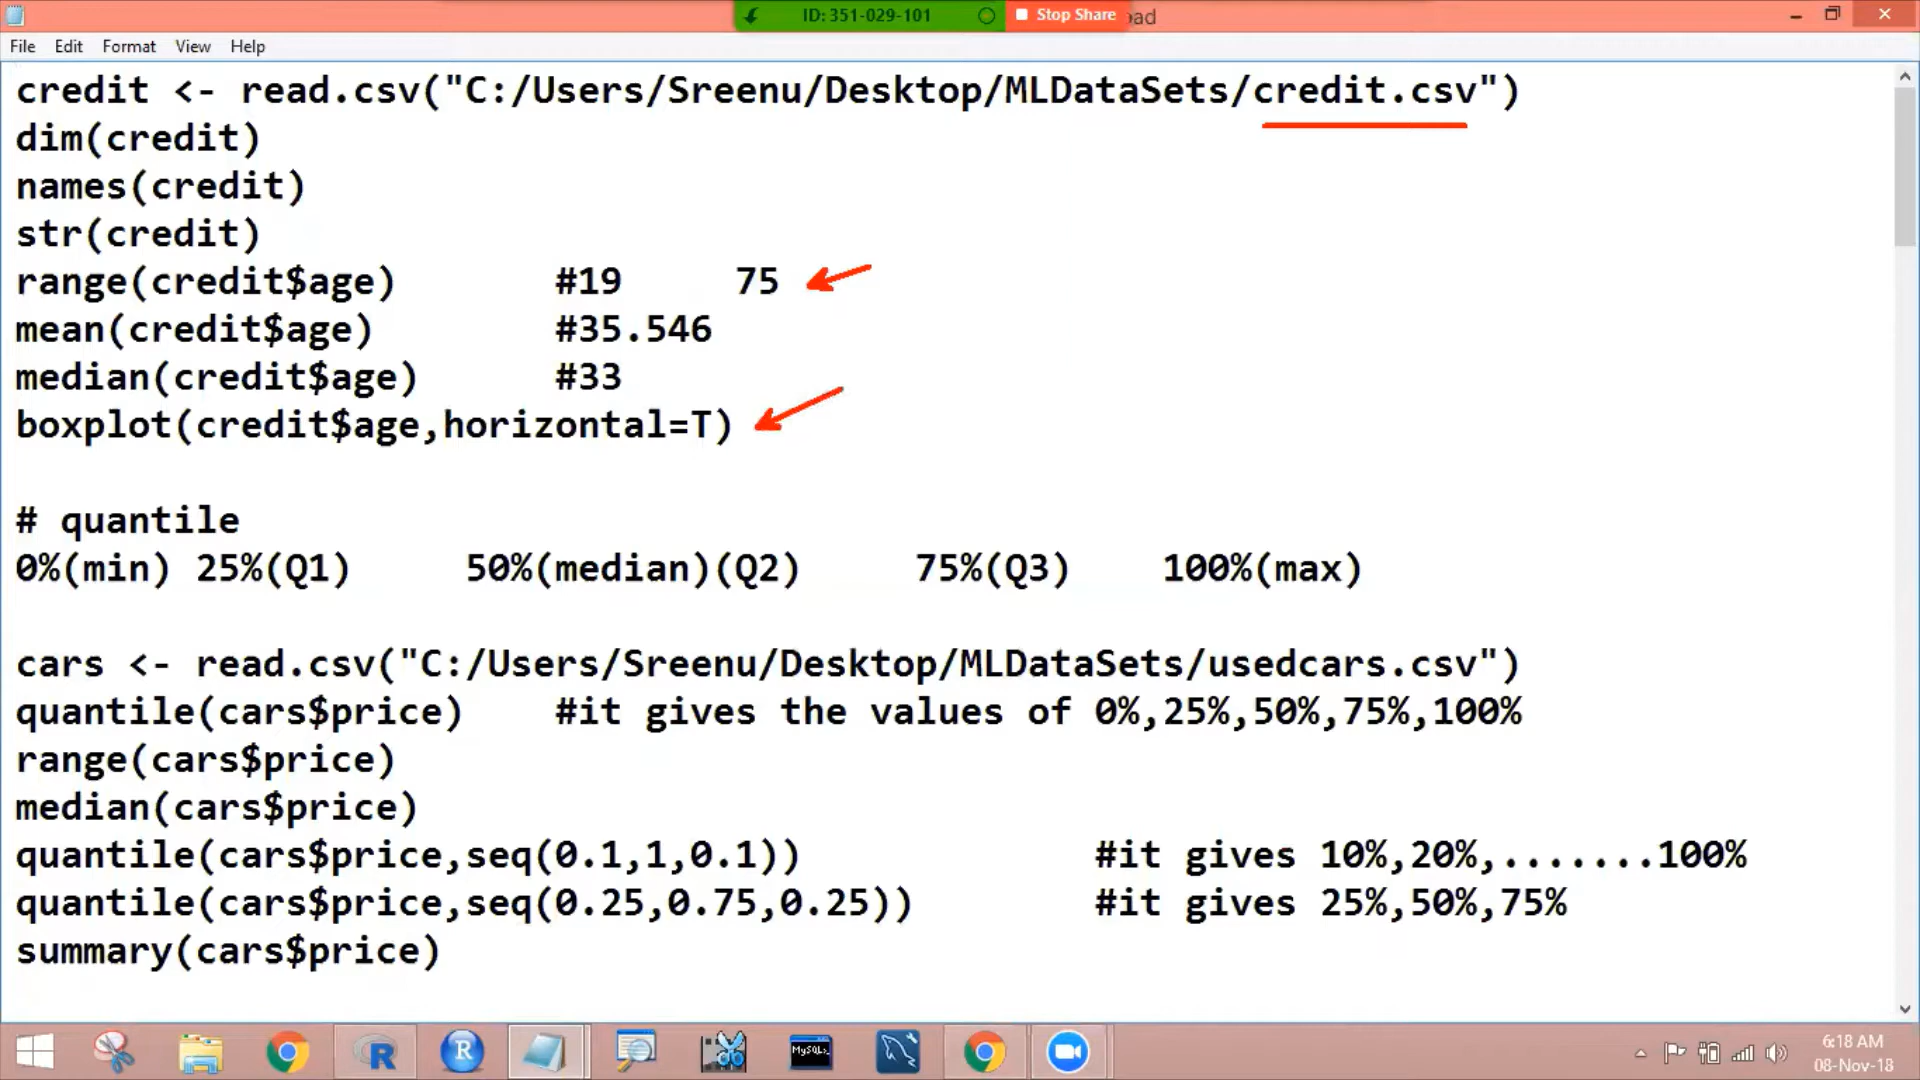 ID: 351-029-101 Stop Share ad
File Edit Format View Help
credit <- read.csv("C:/Users/Sreenu/Desktop/MLDataSets/credit.csv")
dim(credit)
names(credit)
str(credit)
range(credit$age) #19 75
mean(credit$age) #35.546
median(credit$age) #33
boxplot(credit$age,horizontal=T)
# quantile
0%(min) 25%(Q1) 50%(median)(Q2) 75%(Q3) 100%(max)
cars <- read.csv("C:/Users/Sreenu/Desktop/MLDataSets/usedcars.csv")
quantile(cars$price) #it gives the values of 0%,25%,50%,75%,100%
range(cars$price)
median(cars$price)
quantile(cars$price,seq(0.1,1,0.1)) #it gives 10%,20%,.......100%
quantile(cars$price,seq(0.25,0.75,0.25)) #it gives 25%,50%,75%
summary(cars$price)
R R MySQL
6:18 AM
08-Nov-18